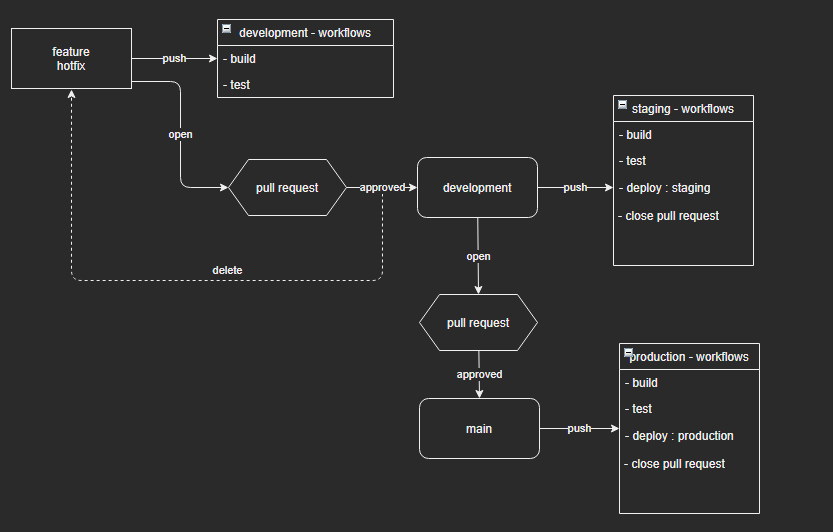 feature
hotfix
push
development - workflows
- build
- test
open
pull request
approved
development
push
staging - workflows
- build
- test
- deploy : staging
- close pull request
delete
open
pull request
approved
main
push
production - workflows
- build
- test
- deploy : production
- close pull request